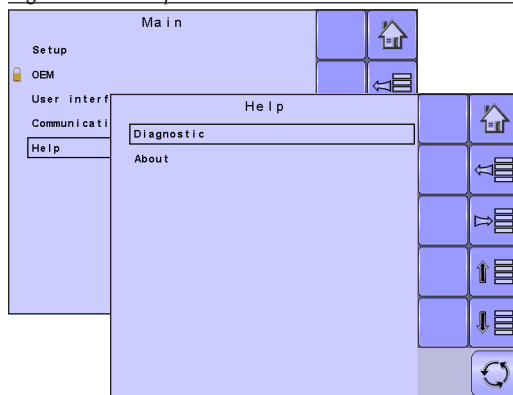 Main
Setup
OEM
User interf
Communicati
Help
Help
Diagnostic
About